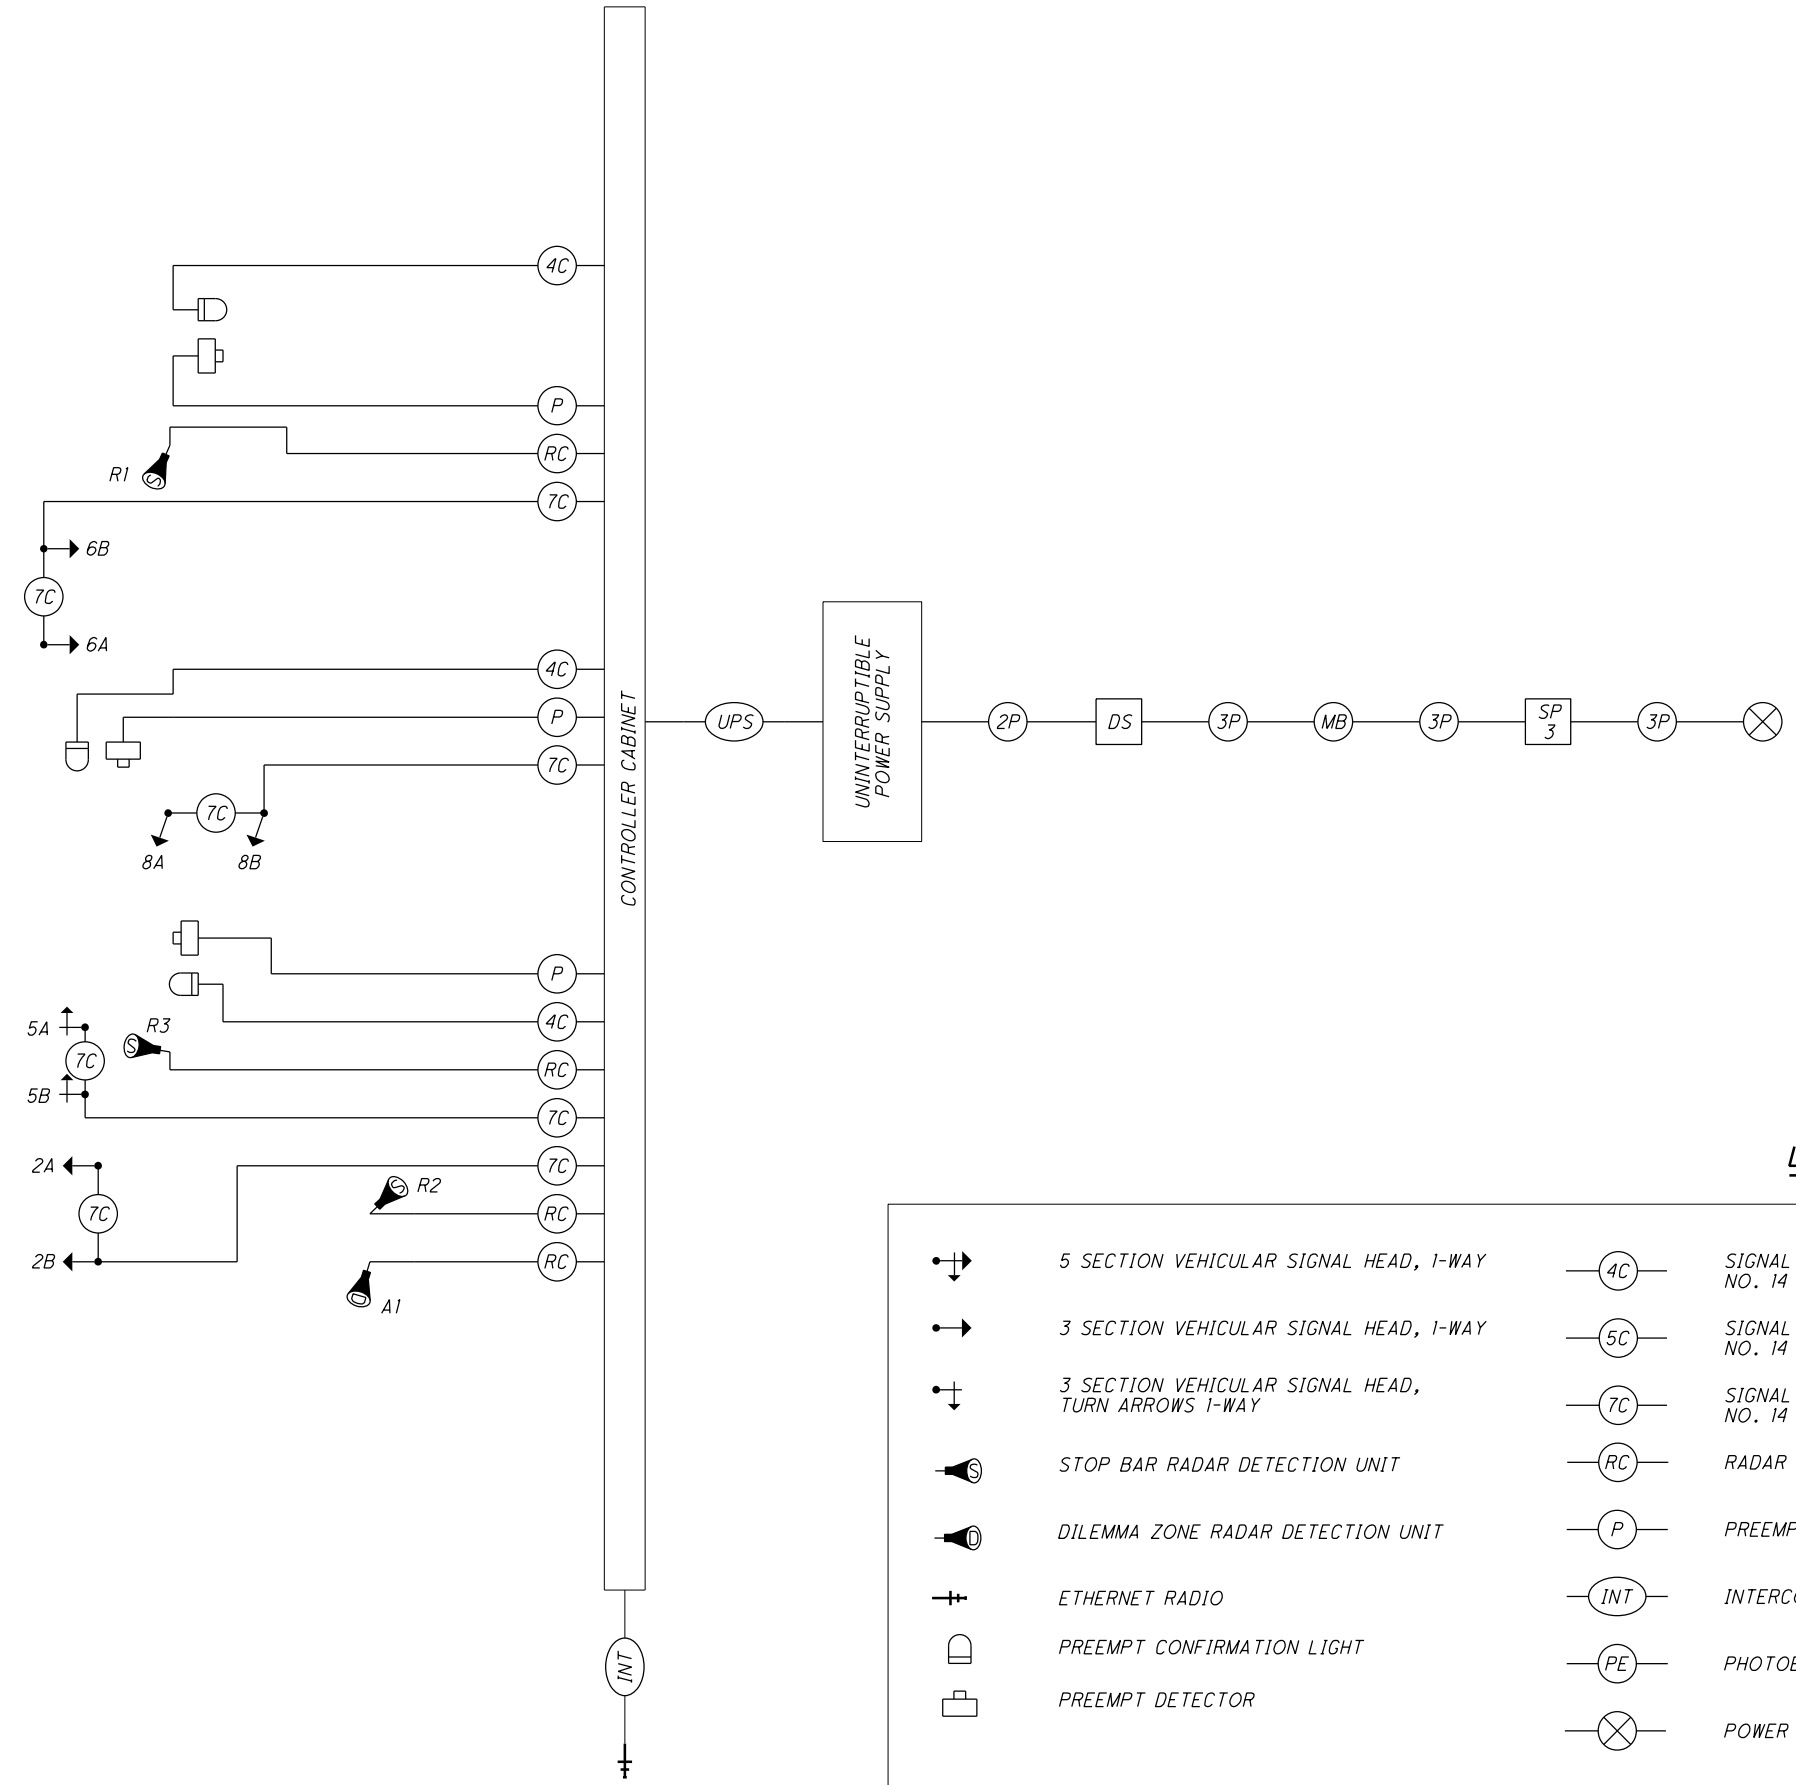 4C
P
RC
R1
S
7C
6B
7C
6A
4C
P
7C
7C
8A
8B
CONTROLLER CABINET
UPS
UNINTERRUPTIBLE
POWER SUPPLY
2P
DS
3P
MB
3P
SP
3
3P
P
4C
5A
R3
S
7C
RC
5B
7C
2A
7C
S
R2
7C
RC
2B
RC
D
A1
INT
5 SECTION VEHICULAR SIGNAL HEAD, 1-WAY
3 SECTION VEHICULAR SIGNAL HEAD, 1-WAY
3 SECTION VEHICULAR SIGNAL HEAD,
TURN ARROWS 1-WAY
S
STOP BAR RADAR DETECTION UNIT
D
DILEMMA ZONE RADAR DETECTION UNIT
ETHERNET RADIO
PREEMPT CONFIRMATION LIGHT
PREEMPT DETECTOR
4C
SIGNAL
NO. 14
5C
SIGNAL
NO. 14
7C
SIGNAL
NO. 14
RC
RADAR
P
PREEMP
INT
INTERCO
PE
PHOTOE
POWER